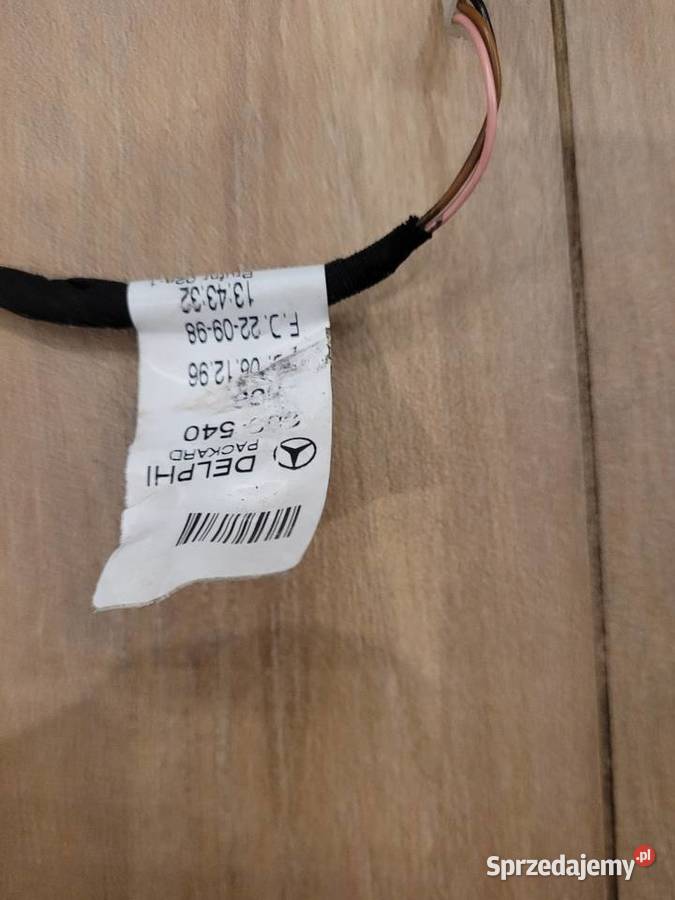 DELPHI
PACKARD
540
06.12.96
F.D. 22-09-98
13:43:32
Sprzedajemy.pl